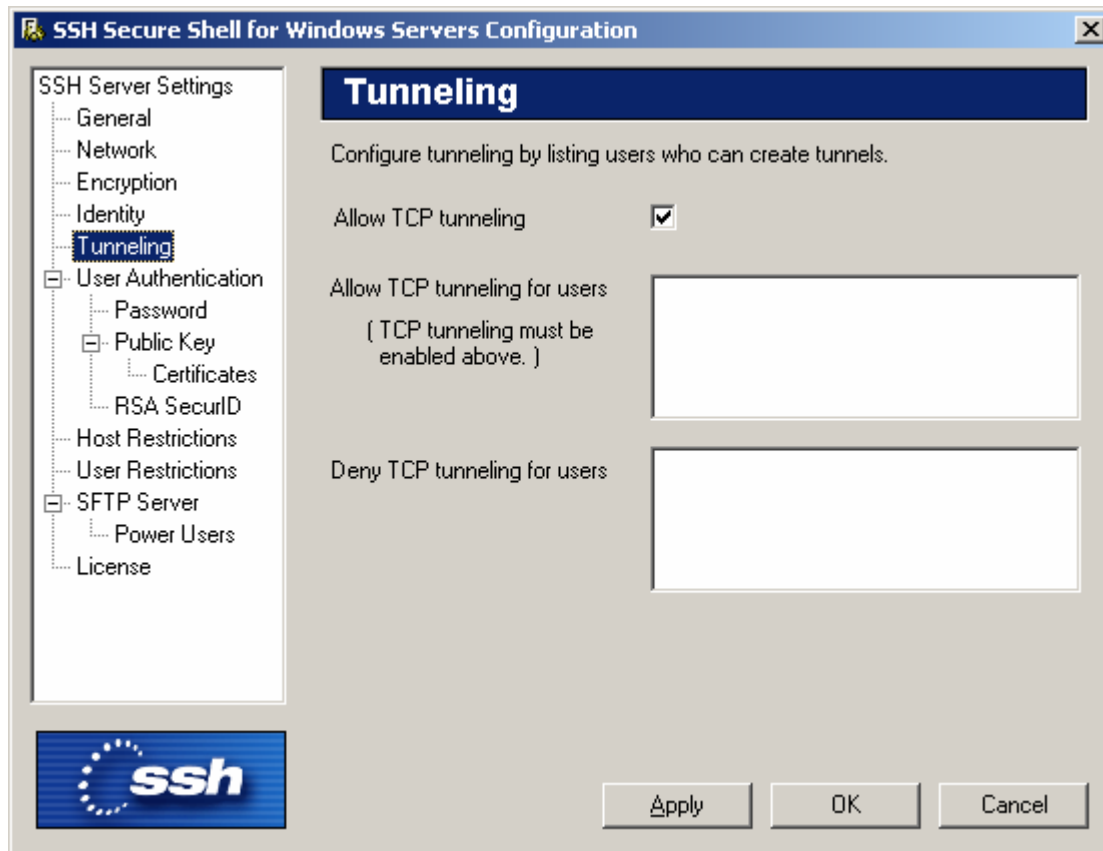 SSH Secure Shell for Windows Servers Configuration
SSH Server Settings
General
Network
Encryption
Identity
Tunneling
User Authentication
Password
Public Key
Certificates
RSA SecurID
Host Restrictions
User Restrictions
SFTP Server
Power Users
License
ssh
Tunneling
Configure tunneling by listing users who can create tunnels.
Allow TCP tunneling
Allow TCP tunneling for users
( TCP tunneling must be
enabled above. )
Deny TCP tunneling for users
Apply
OK
Cancel